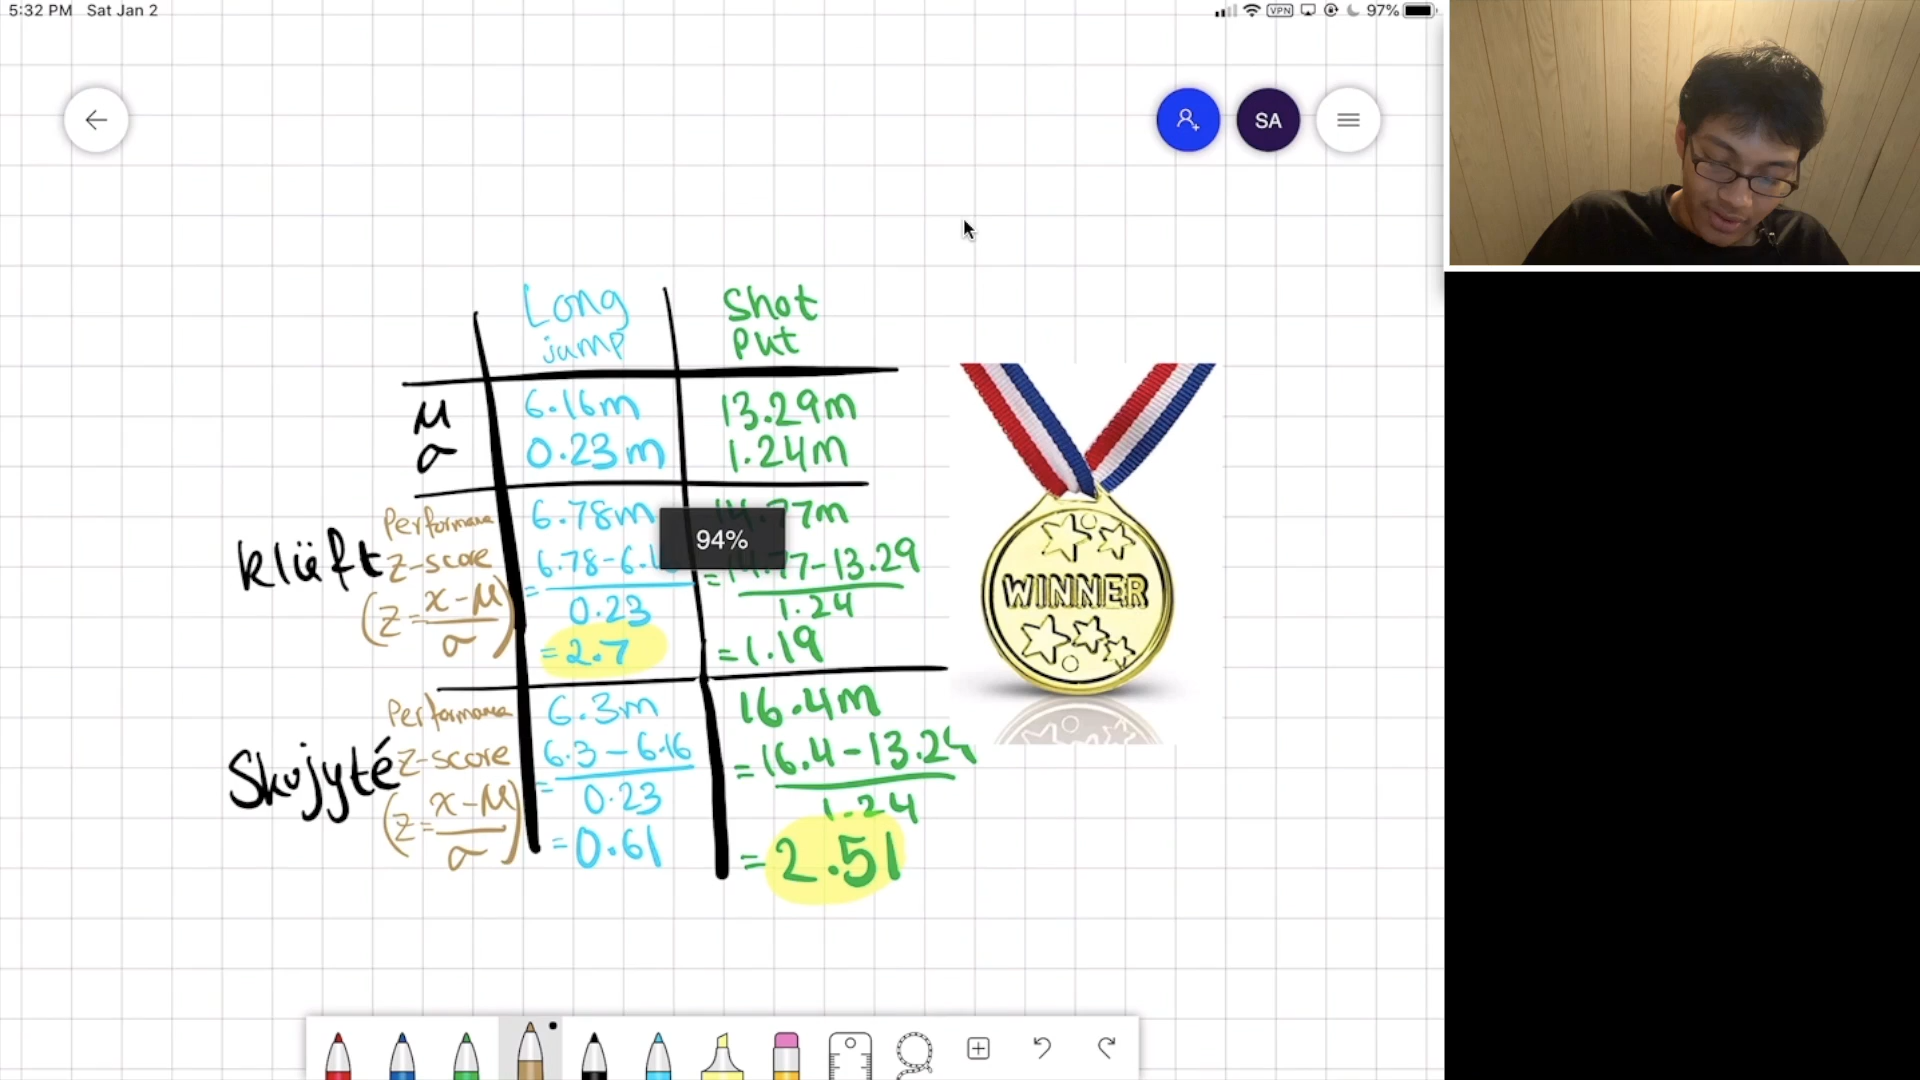 5:32 PM Sat Jan 2
VPN 97%
SA
Long
jump
Shot
put
μ 6.16m 13.29m
σ 0.23m 1.24m
Performance 6.78m 7m
94%
Klüft z-score 6.78-6.1 = 77-13.29
(z=x-μ = 0.23 1.24
σ) =2.7 =1.19
WINNER
Performance 6.3m 16.4m
Skujyté z-score 6.3-6.16 =16.4-13.29
(z=x-μ = 0.23 1.24
σ) =0.61 =2.51